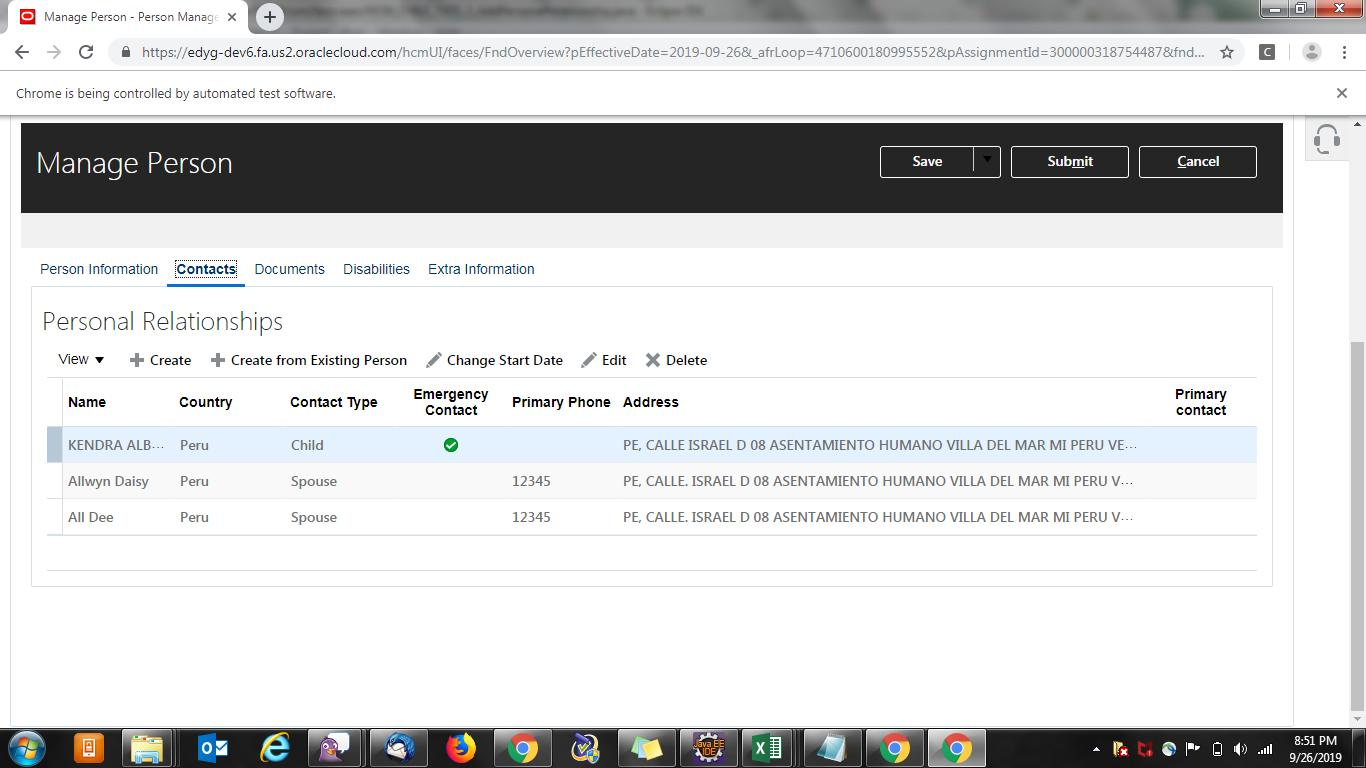 Manage Person - Person Manage
https://edyg-dev6.fa.us2.oraclecloud.com/hcmUI/faces/FndOverview?pEffectiveDate=2019-09-26&_afrLoop=4710600180995552&pAssignmentId=300000318754487&fnd...
Chrome is being controlled by automated test software.
Manage Person
Save Submit Cancel
Person Information Contacts Documents Disabilities Extra Information
Personal Relationships
View Create Create from Existing Person Change Start Date Edit Delete
Name Country Contact Type Emergency Contact Primary Phone Address Primary contact
KENDRA ALB... Peru Child PE, CALLE ISRAEL D 08 ASENTAMIENTO HUMANO VILLA DEL MAR MI PERU VE...
Allwyn Daisy Peru Spouse 12345 PE, CALLE. ISRAEL D 08 ASENTAMIENTO HUMANO VILLA DEL MAR MI PERU V...
All Dee Peru Spouse 12345 PE, CALLE. ISRAEL D 08 ASENTAMIENTO HUMANO VILLA DEL MAR MI PERU V...
Java EE
IDE
8:51 PM
9/26/2019